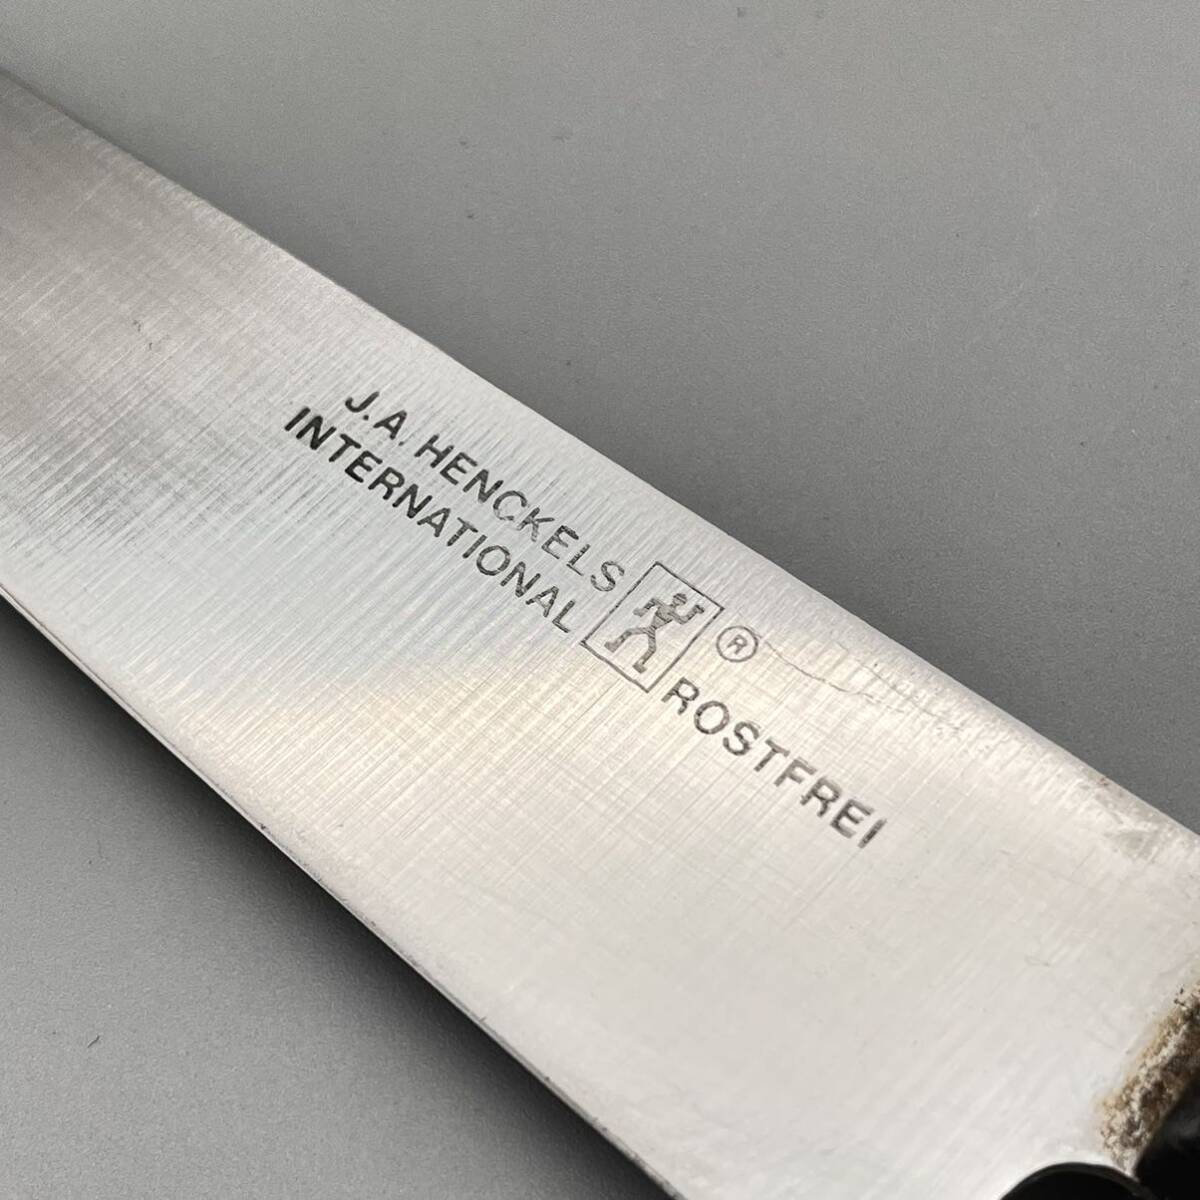 J.A. HENCKELS
INTERNATIONAL
®
ROSTFREI